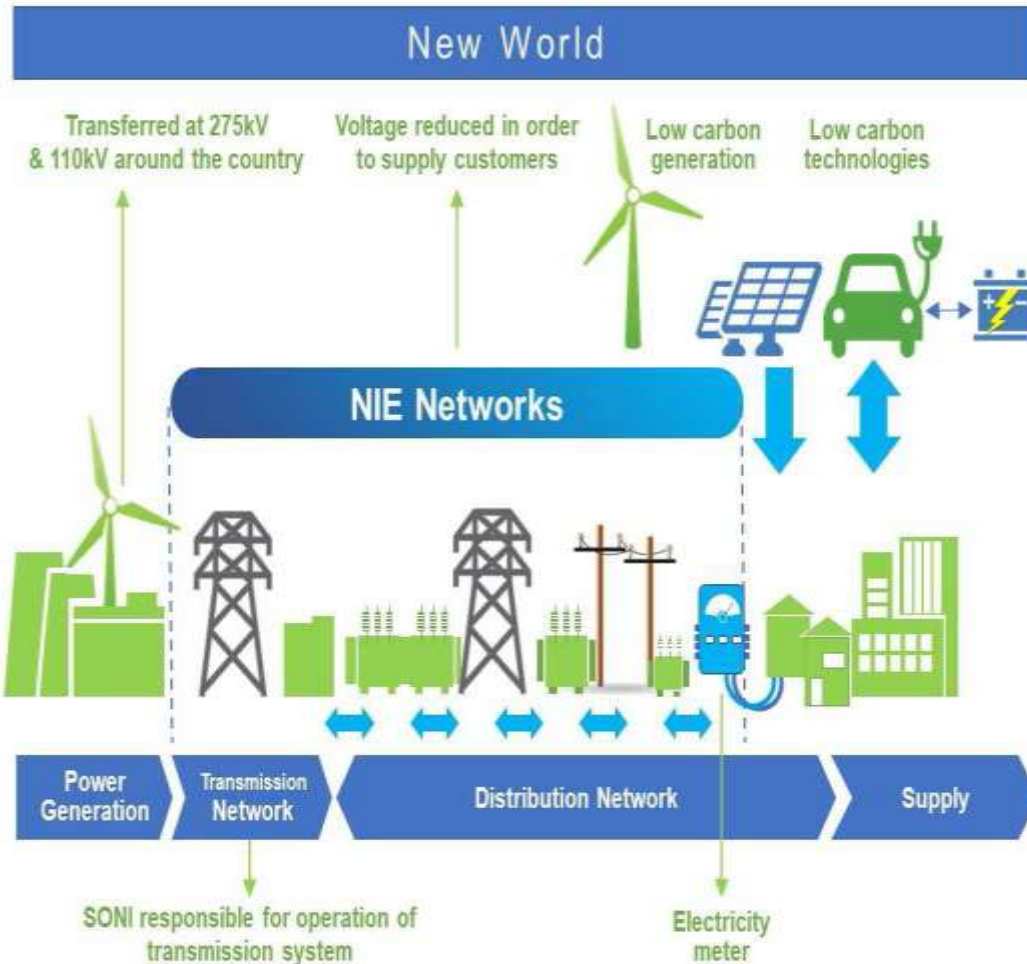 New World
Transferred at 275kV
& 110kV around the country
Voltage reduced in order
to supply customers
Low carbon
generation
Low carbon
technologies
NIE Networks
Power
Generation
Transmission
Network
Distribution Network
Supply
SONI responsible for operation of
transmission system
Electricity
meter